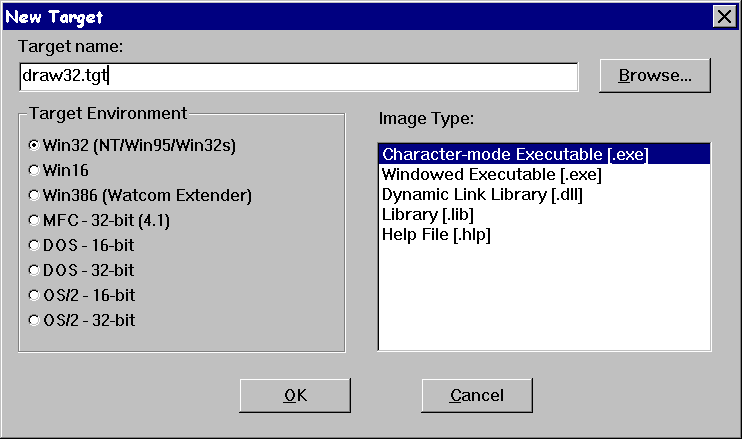 New Target
Target name:
draw32.tgt
Browse...
Target Environment
Win32 (NT/Win95/Win32s)
Win16
Win386 (Watcom Extender)
MFC - 32-bit (4.1)
DOS - 16-bit
DOS - 32-bit
OS/2 - 16-bit
OS/2 - 32-bit
Image Type:
Character-mode Executable [.exe]
Windowed Executable [.exe]
Dynamic Link Library [.dll]
Library [.lib]
Help File [.hlp]
OK
Cancel